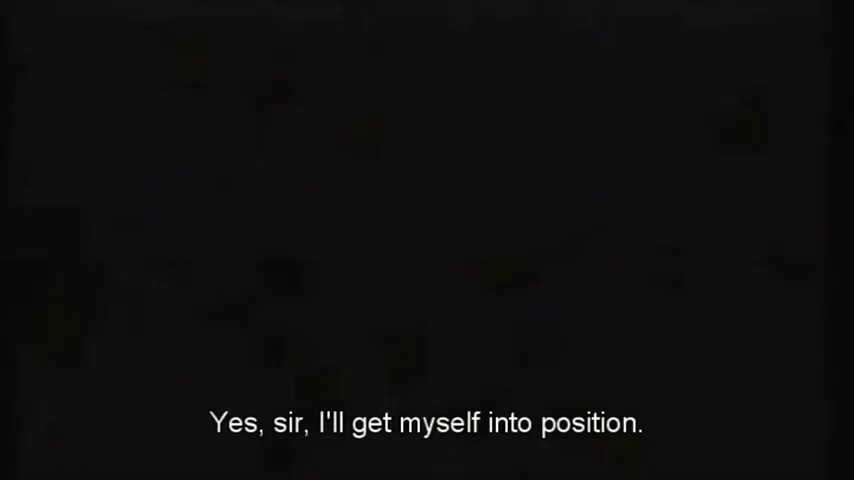 Yes, sir, I'll get myself into position.